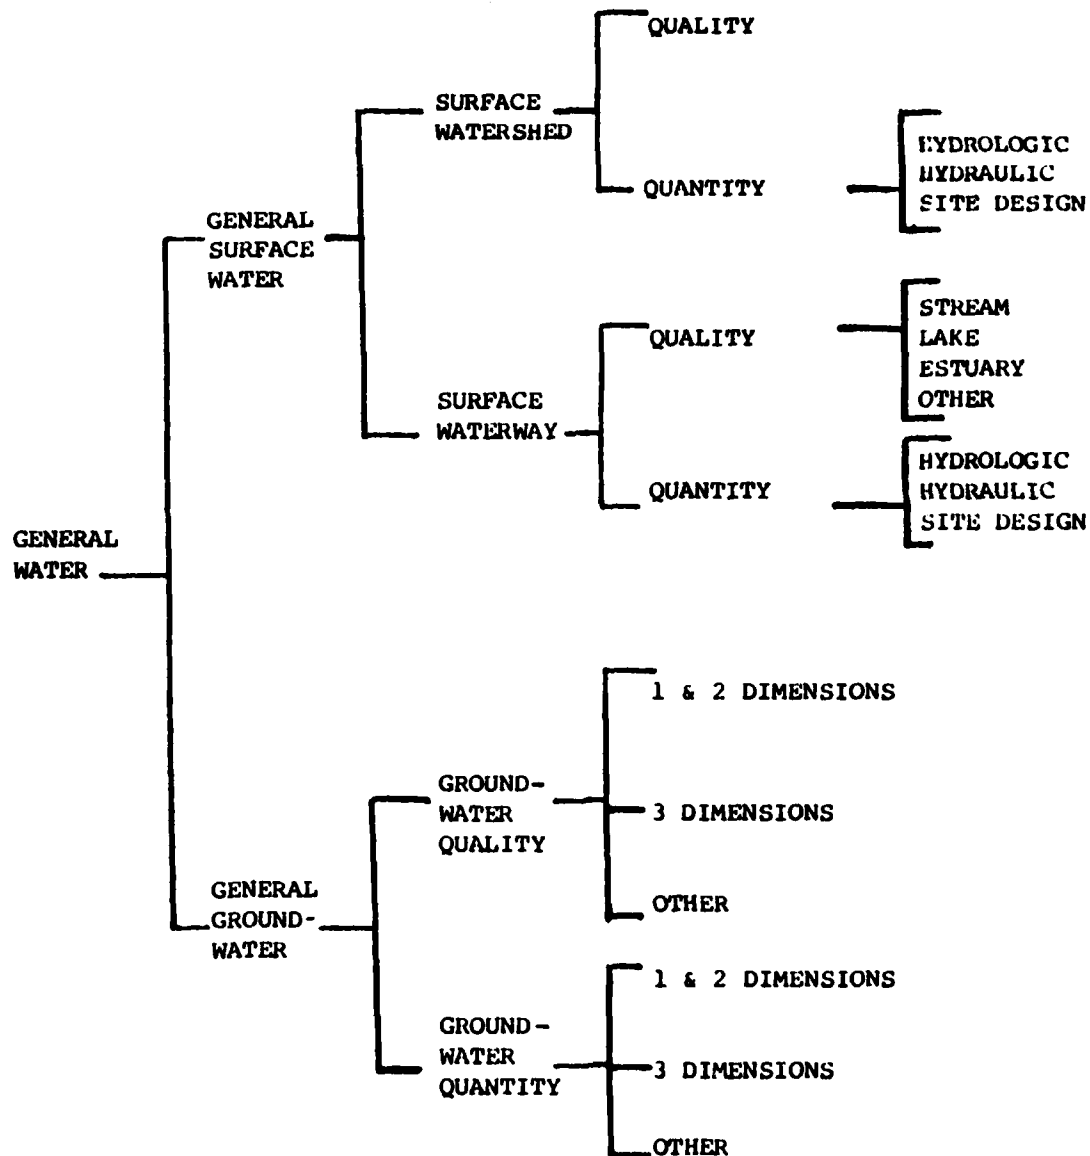 QUALITY
SURFACE
WATERSHED
QUANTITY
HYDROLOGIC
HYDRAULIC
SITE DESIGN
GENERAL
SURFACE
WATER
QUALITY
STREAM
LAKE
ESTUARY
OTHER
SURFACE
WATERWAY
QUANTITY
HYDROLOGIC
HYDRAULIC
SITE DESIGN
GENERAL
WATER
1 & 2 DIMENSIONS
GROUND-
WATER
QUALITY
3 DIMENSIONS
OTHER
GENERAL
GROUND-
WATER
1 & 2 DIMENSIONS
GROUND-
WATER
QUANTITY
3 DIMENSIONS
OTHER